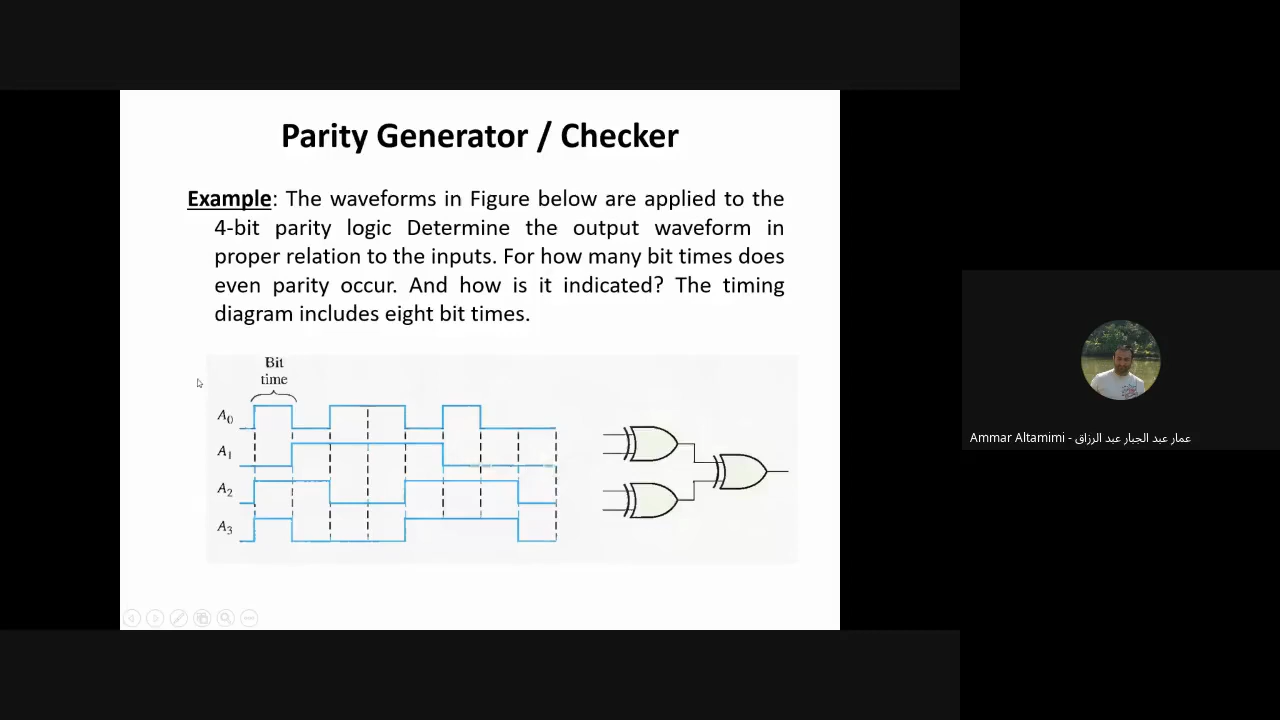 Parity Generator / Checker
Example: The waveforms in Figure below are applied to the
4-bit parity logic Determine the output waveform in
proper relation to the inputs. For how many bit times does
even parity occur. And how is it indicated? The timing
diagram includes eight bit times.
Bit
time
A0
A1
A2
A3
Ammar Altamimi - عمار عبد الجبار عبد الرزاق